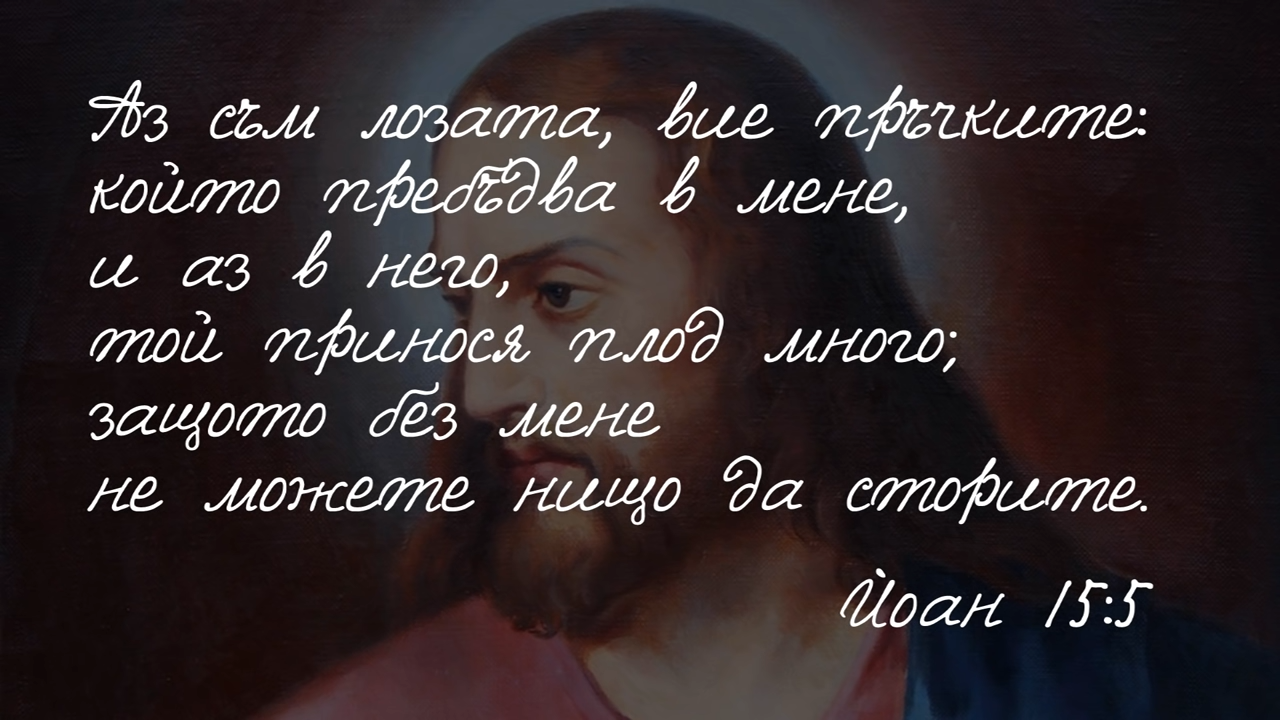 Аз съм лозата, вие пръчките:
който пребъдва в мене,
и аз в него,
той принося плод много;
защото без мене
не можете нищо да сторите.
Йоан 15:5